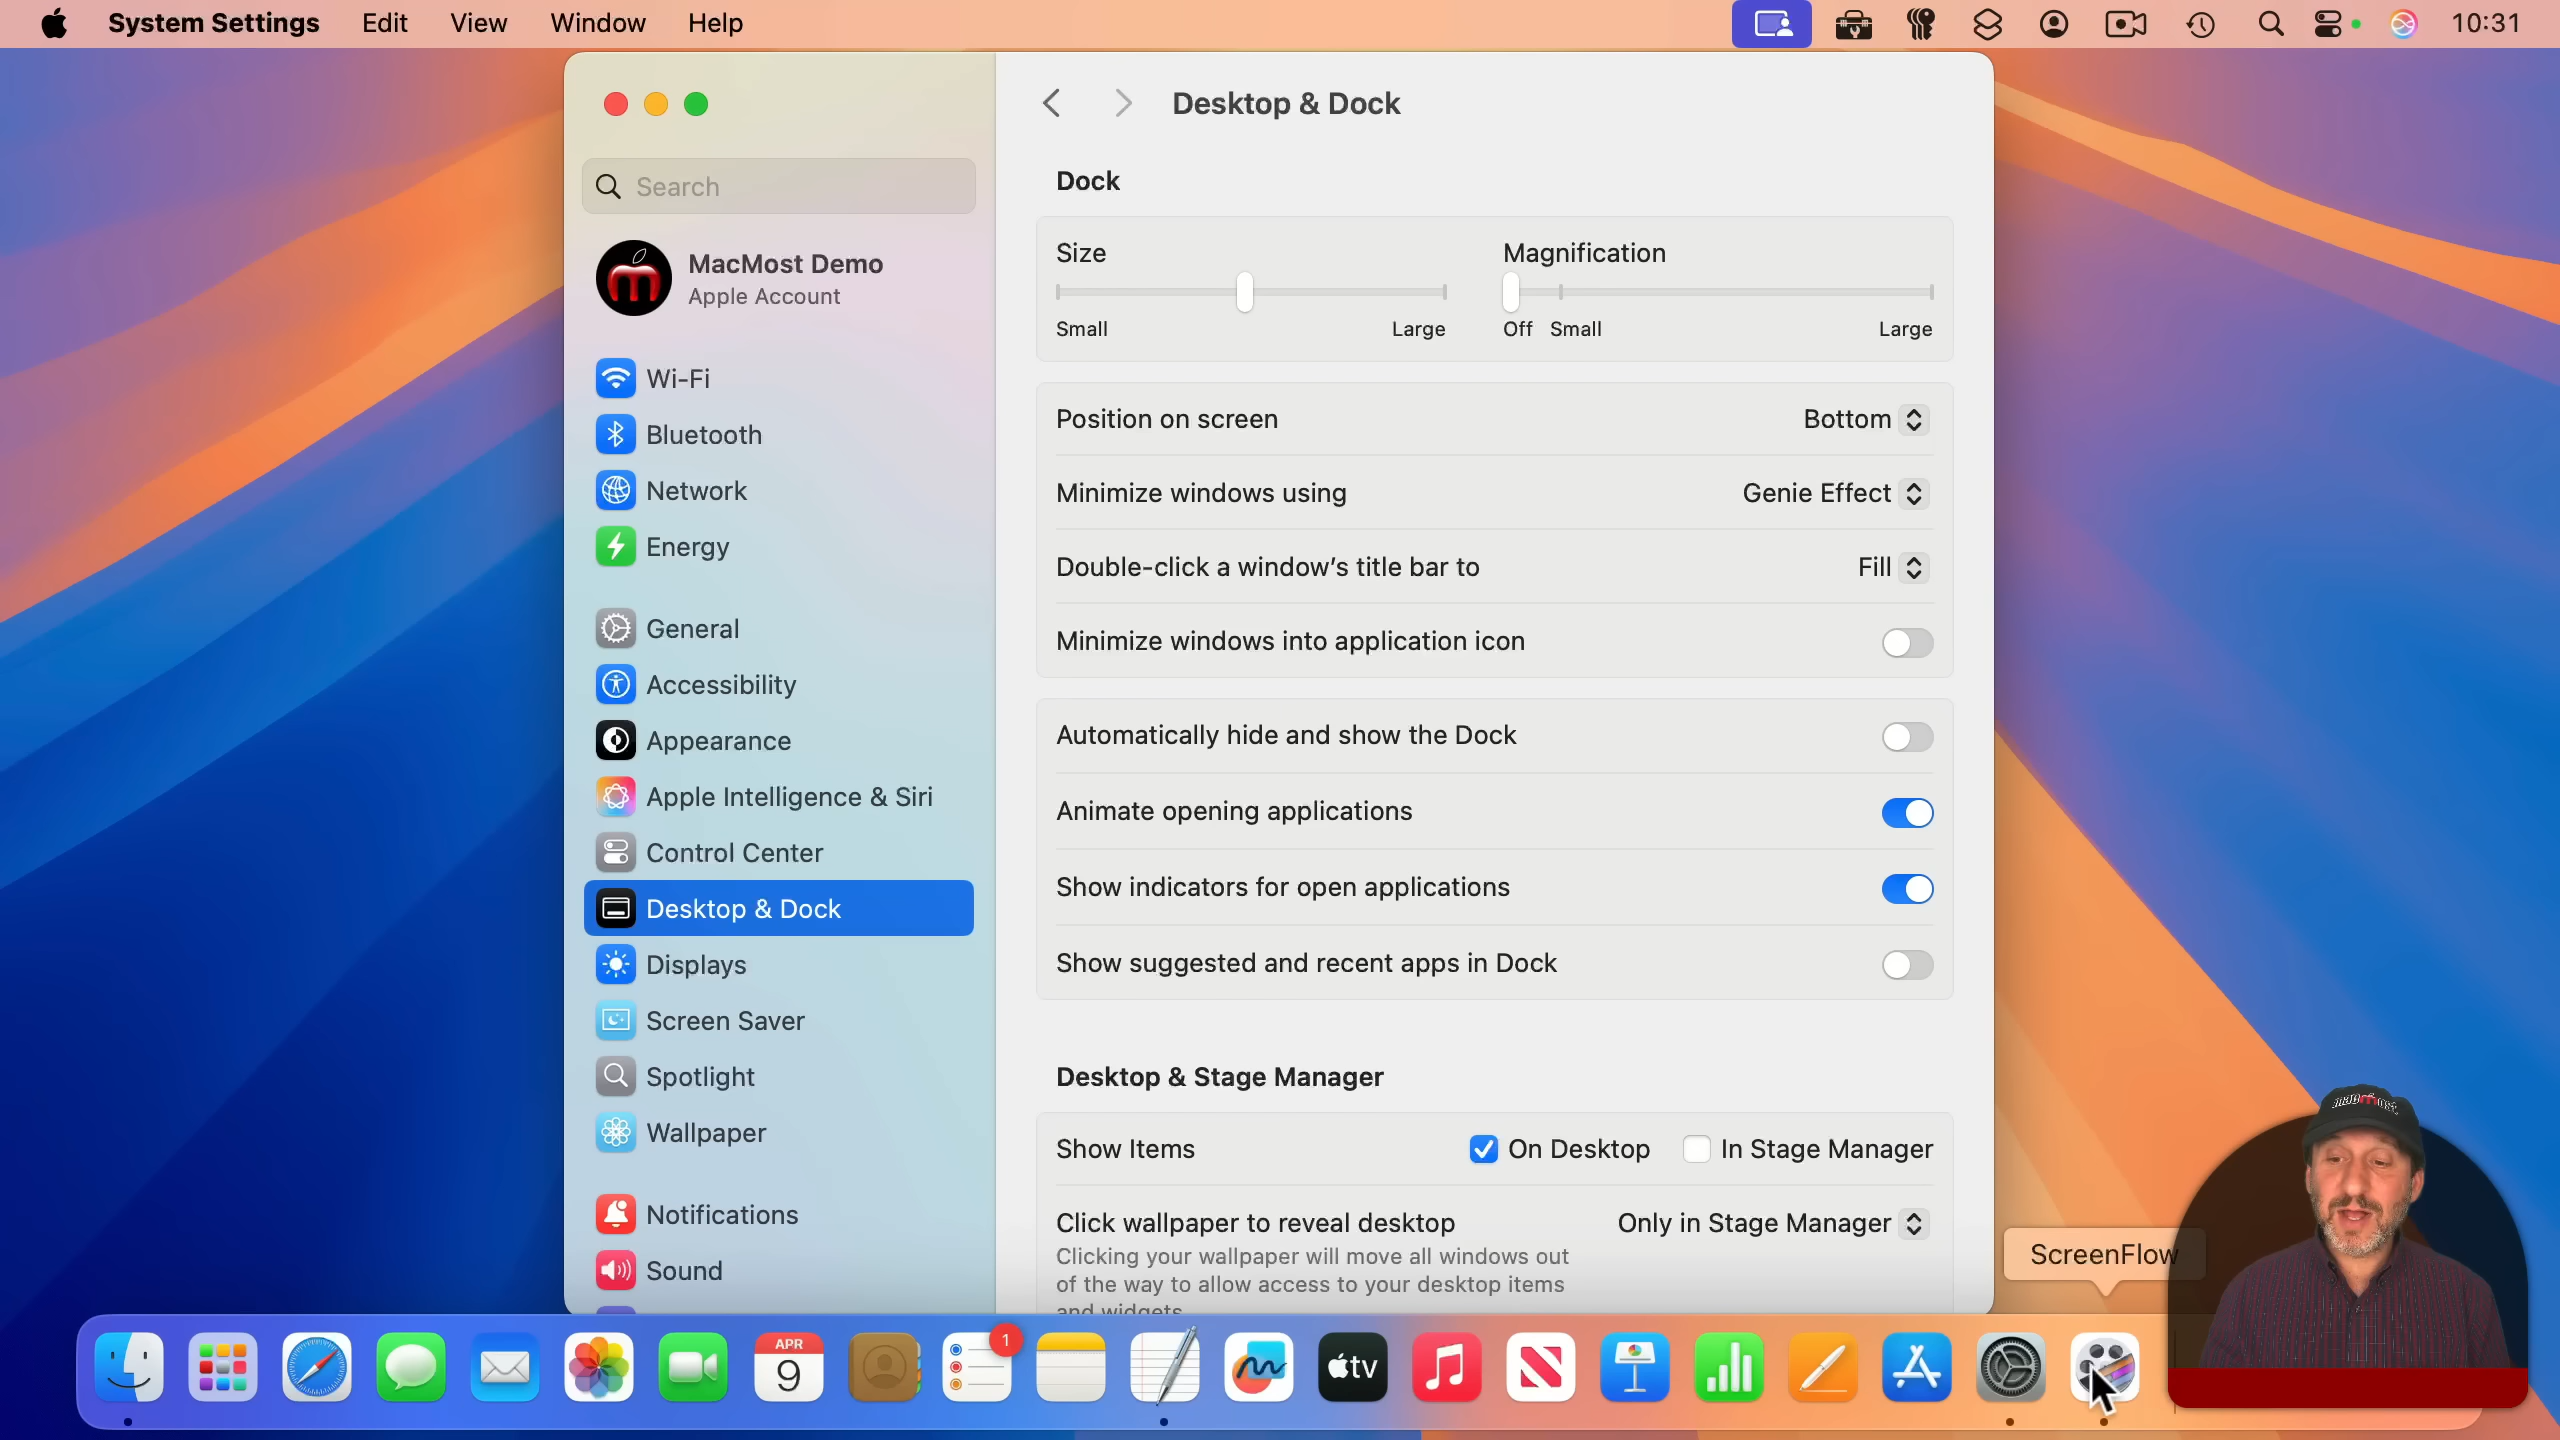 System Settings Edit View Window Help 10:31
Desktop & Dock
Search
MacMost Demo
Apple Account
Wi-Fi
Bluetooth
Network
Energy
General
Accessibility
Appearance
Apple Intelligence & Siri
Control Center
Desktop & Dock
Displays
Screen Saver
Spotlight
Wallpaper
Notifications
Sound
Dock
Size Magnification
Small Large Off Small Large
Position on screen Bottom
Minimize windows using Genie Effect
Double-click a window's title bar to Fill
Minimize windows into application icon
Automatically hide and show the Dock
Animate opening applications
Show indicators for open applications
Show suggested and recent apps in Dock
Desktop & Stage Manager
Show Items On Desktop In Stage Manager
Click wallpaper to reveal desktop Only in Stage Manager
Clicking your wallpaper will move all windows out
of the way to allow access to your desktop items
and widgets
ScreenFlow
APR
9
1
tv